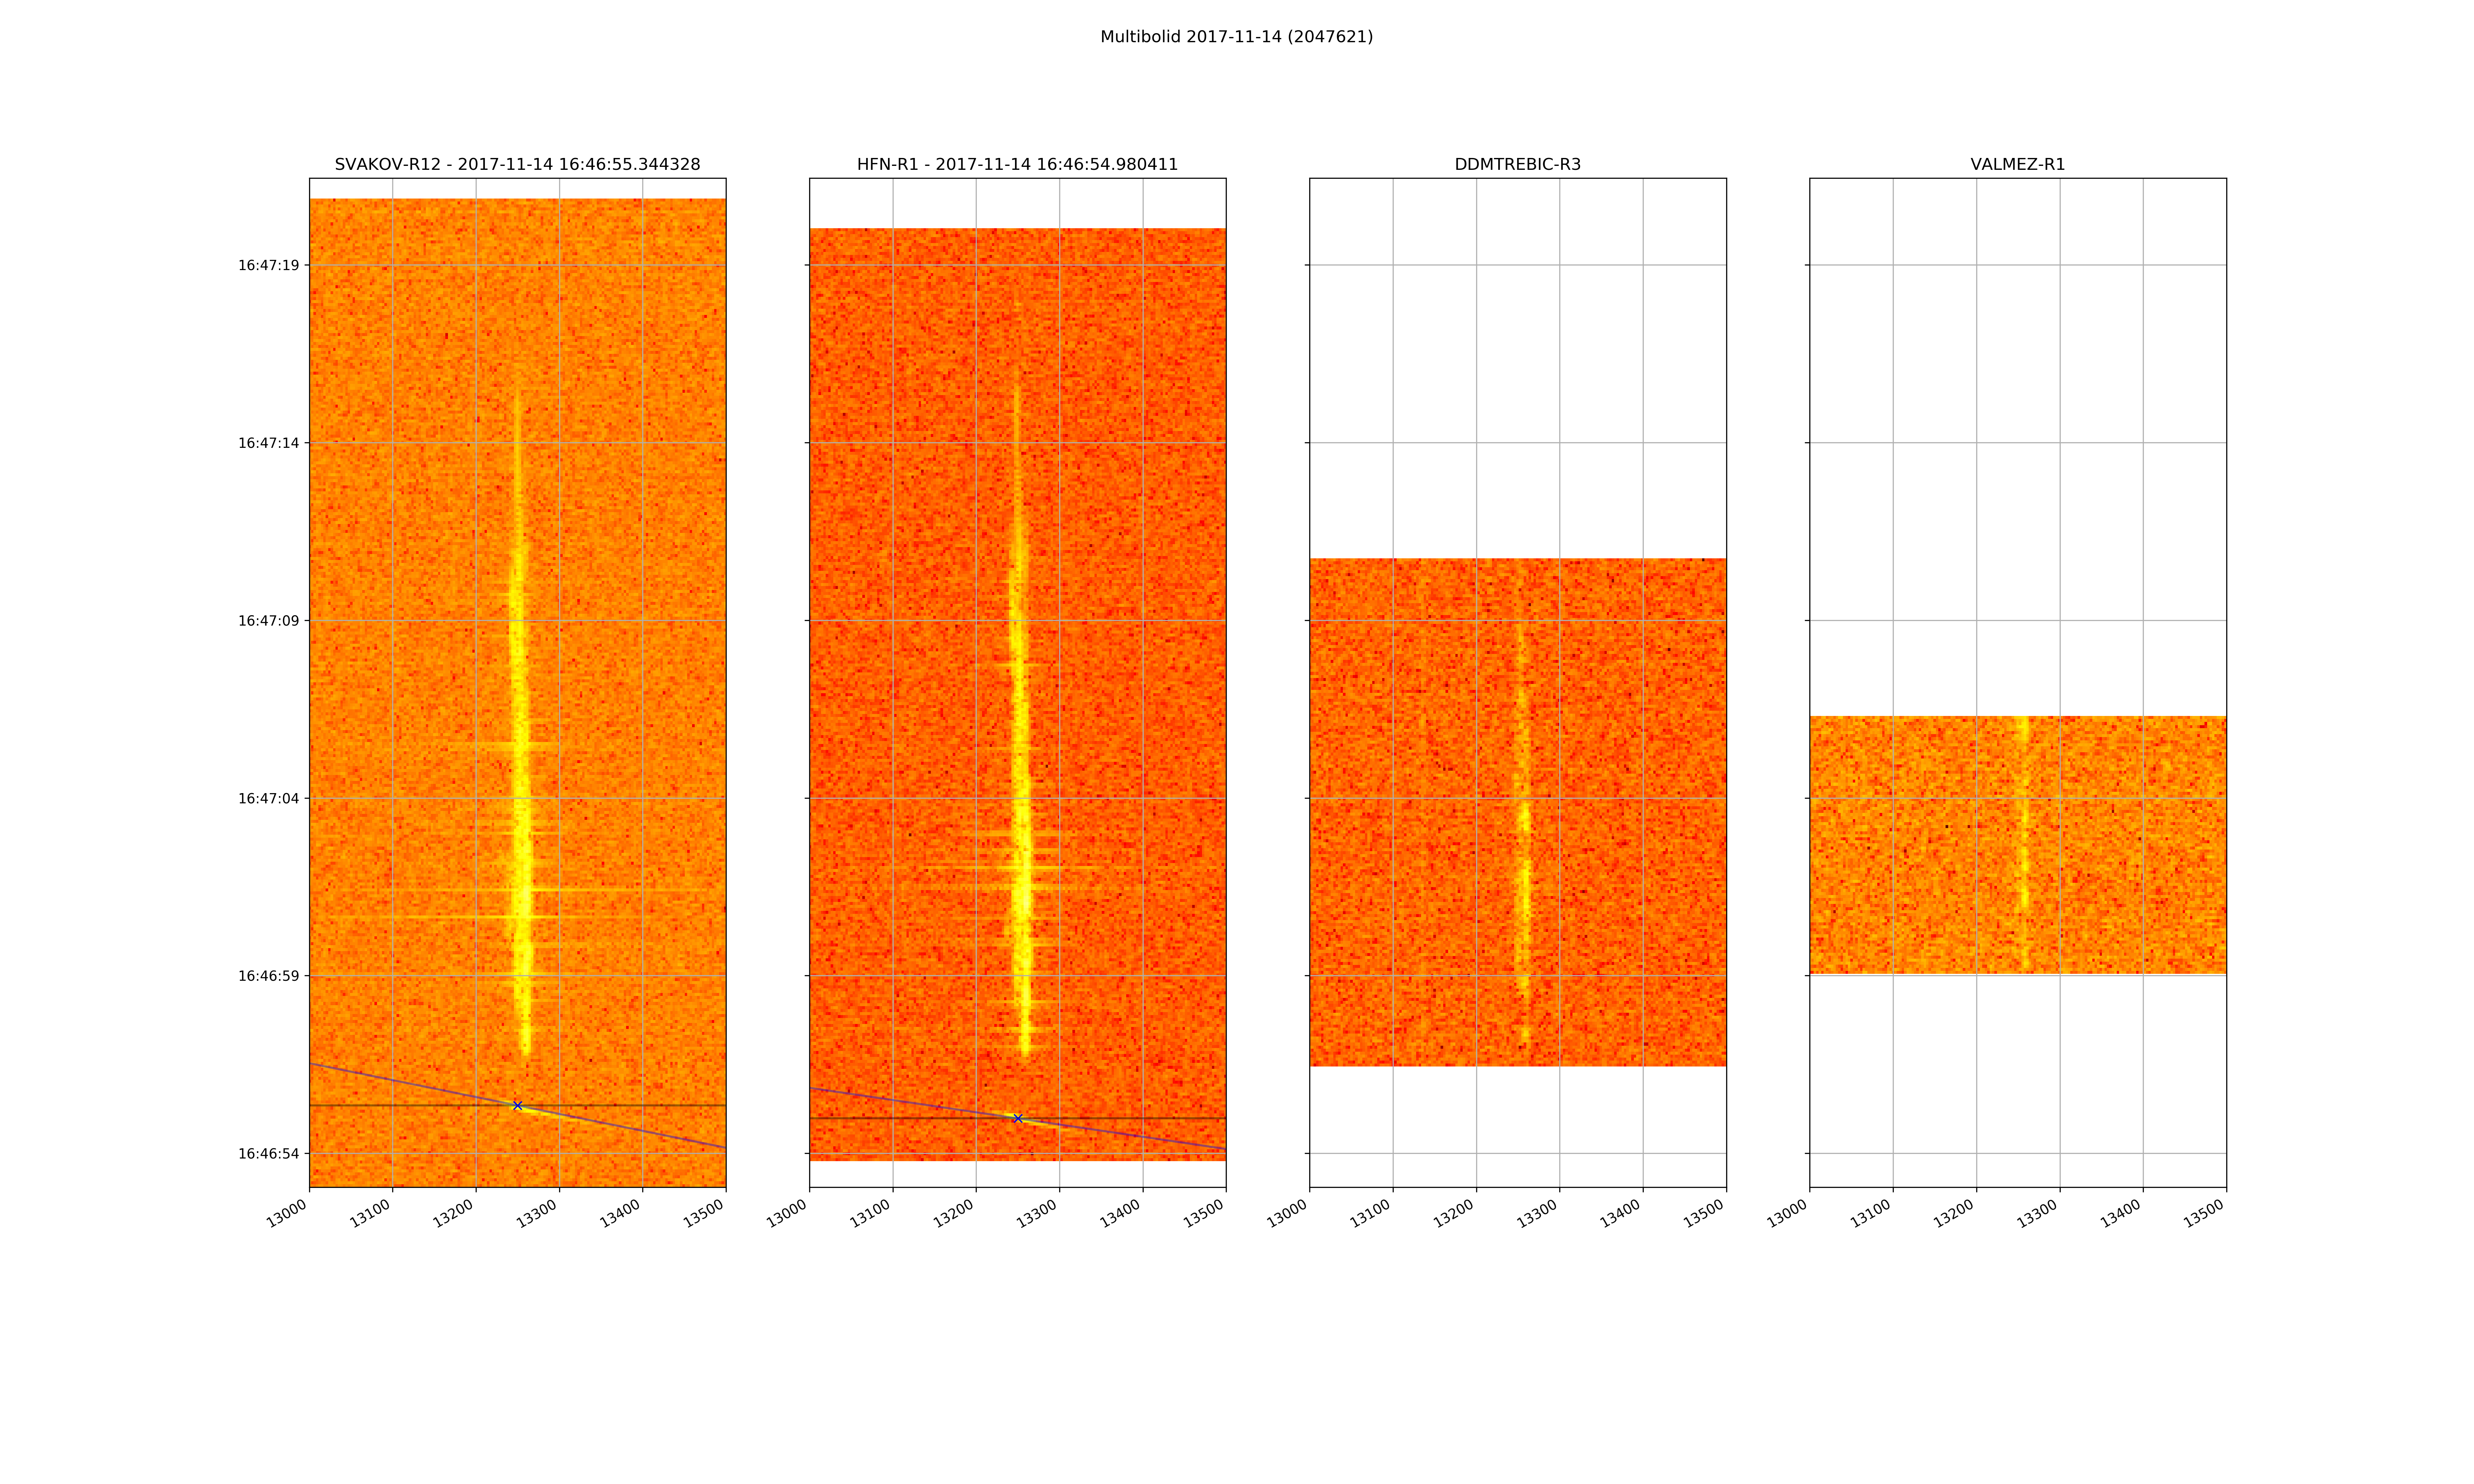 Multibolid 2017-11-14 (2047621)
SVAKOV-R12 - 2017-11-14 16:46:55.344328
HFN-R1 - 2017-11-14 16:46:54.980411
DDMTREBIC-R3
VALMEZ-R1
16:47:19
16:47:14
16:47:09
16:47:04
16:46:59
16:46:54
13000 13100 13200 13300 13400 13500
13000 13100 13200 13300 13400 13500
13000 13100 13200 13300 13400 13500
13000 13100 13200 13300 13400 13500